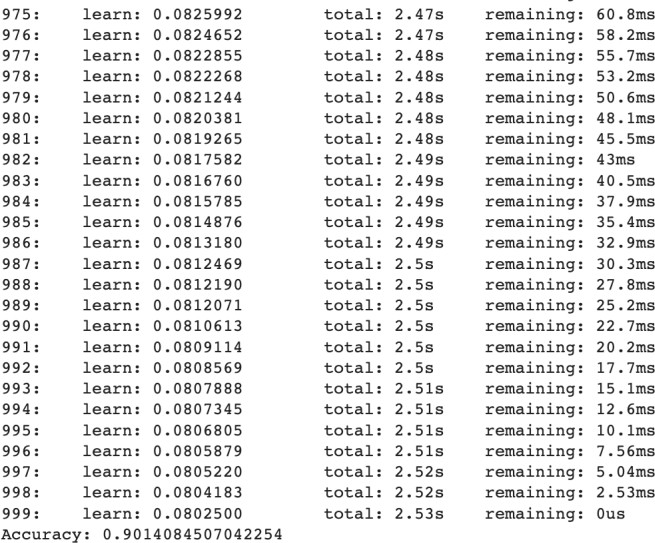 975: learn: 0.0825992 total: 2.47s remaining: 60.8ms
976: learn: 0.0824652 total: 2.47s remaining: 58.2ms
977: learn: 0.0822855 total: 2.48s remaining: 55.7ms
978: learn: 0.0822268 total: 2.48s remaining: 53.2ms
979: learn: 0.0821244 total: 2.48s remaining: 50.6ms
980: learn: 0.0820381 total: 2.48s remaining: 48.1ms
981: learn: 0.0819265 total: 2.48s remaining: 45.5ms
982: learn: 0.0817582 total: 2.49s remaining: 43ms
983: learn: 0.0816760 total: 2.49s remaining: 40.5ms
984: learn: 0.0815785 total: 2.49s remaining: 37.9ms
985: learn: 0.0814876 total: 2.49s remaining: 35.4ms
986: learn: 0.0813180 total: 2.49s remaining: 32.9ms
987: learn: 0.0812469 total: 2.5s remaining: 30.3ms
988: learn: 0.0812190 total: 2.5s remaining: 27.8ms
989: learn: 0.0812071 total: 2.5s remaining: 25.2ms
990: learn: 0.0810613 total: 2.5s remaining: 22.7ms
991: learn: 0.0809114 total: 2.5s remaining: 20.2ms
992: learn: 0.0808569 total: 2.5s remaining: 17.7ms
993: learn: 0.0807888 total: 2.51s remaining: 15.1ms
994: learn: 0.0807345 total: 2.51s remaining: 12.6ms
995: learn: 0.0806805 total: 2.51s remaining: 10.1ms
996: learn: 0.0805879 total: 2.51s remaining: 7.56ms
997: learn: 0.0805220 total: 2.52s remaining: 5.04ms
998: learn: 0.0804183 total: 2.52s remaining: 2.53ms
999: learn: 0.0802500 total: 2.53s remaining: 0us
Accuracy: 0.9014084507042254